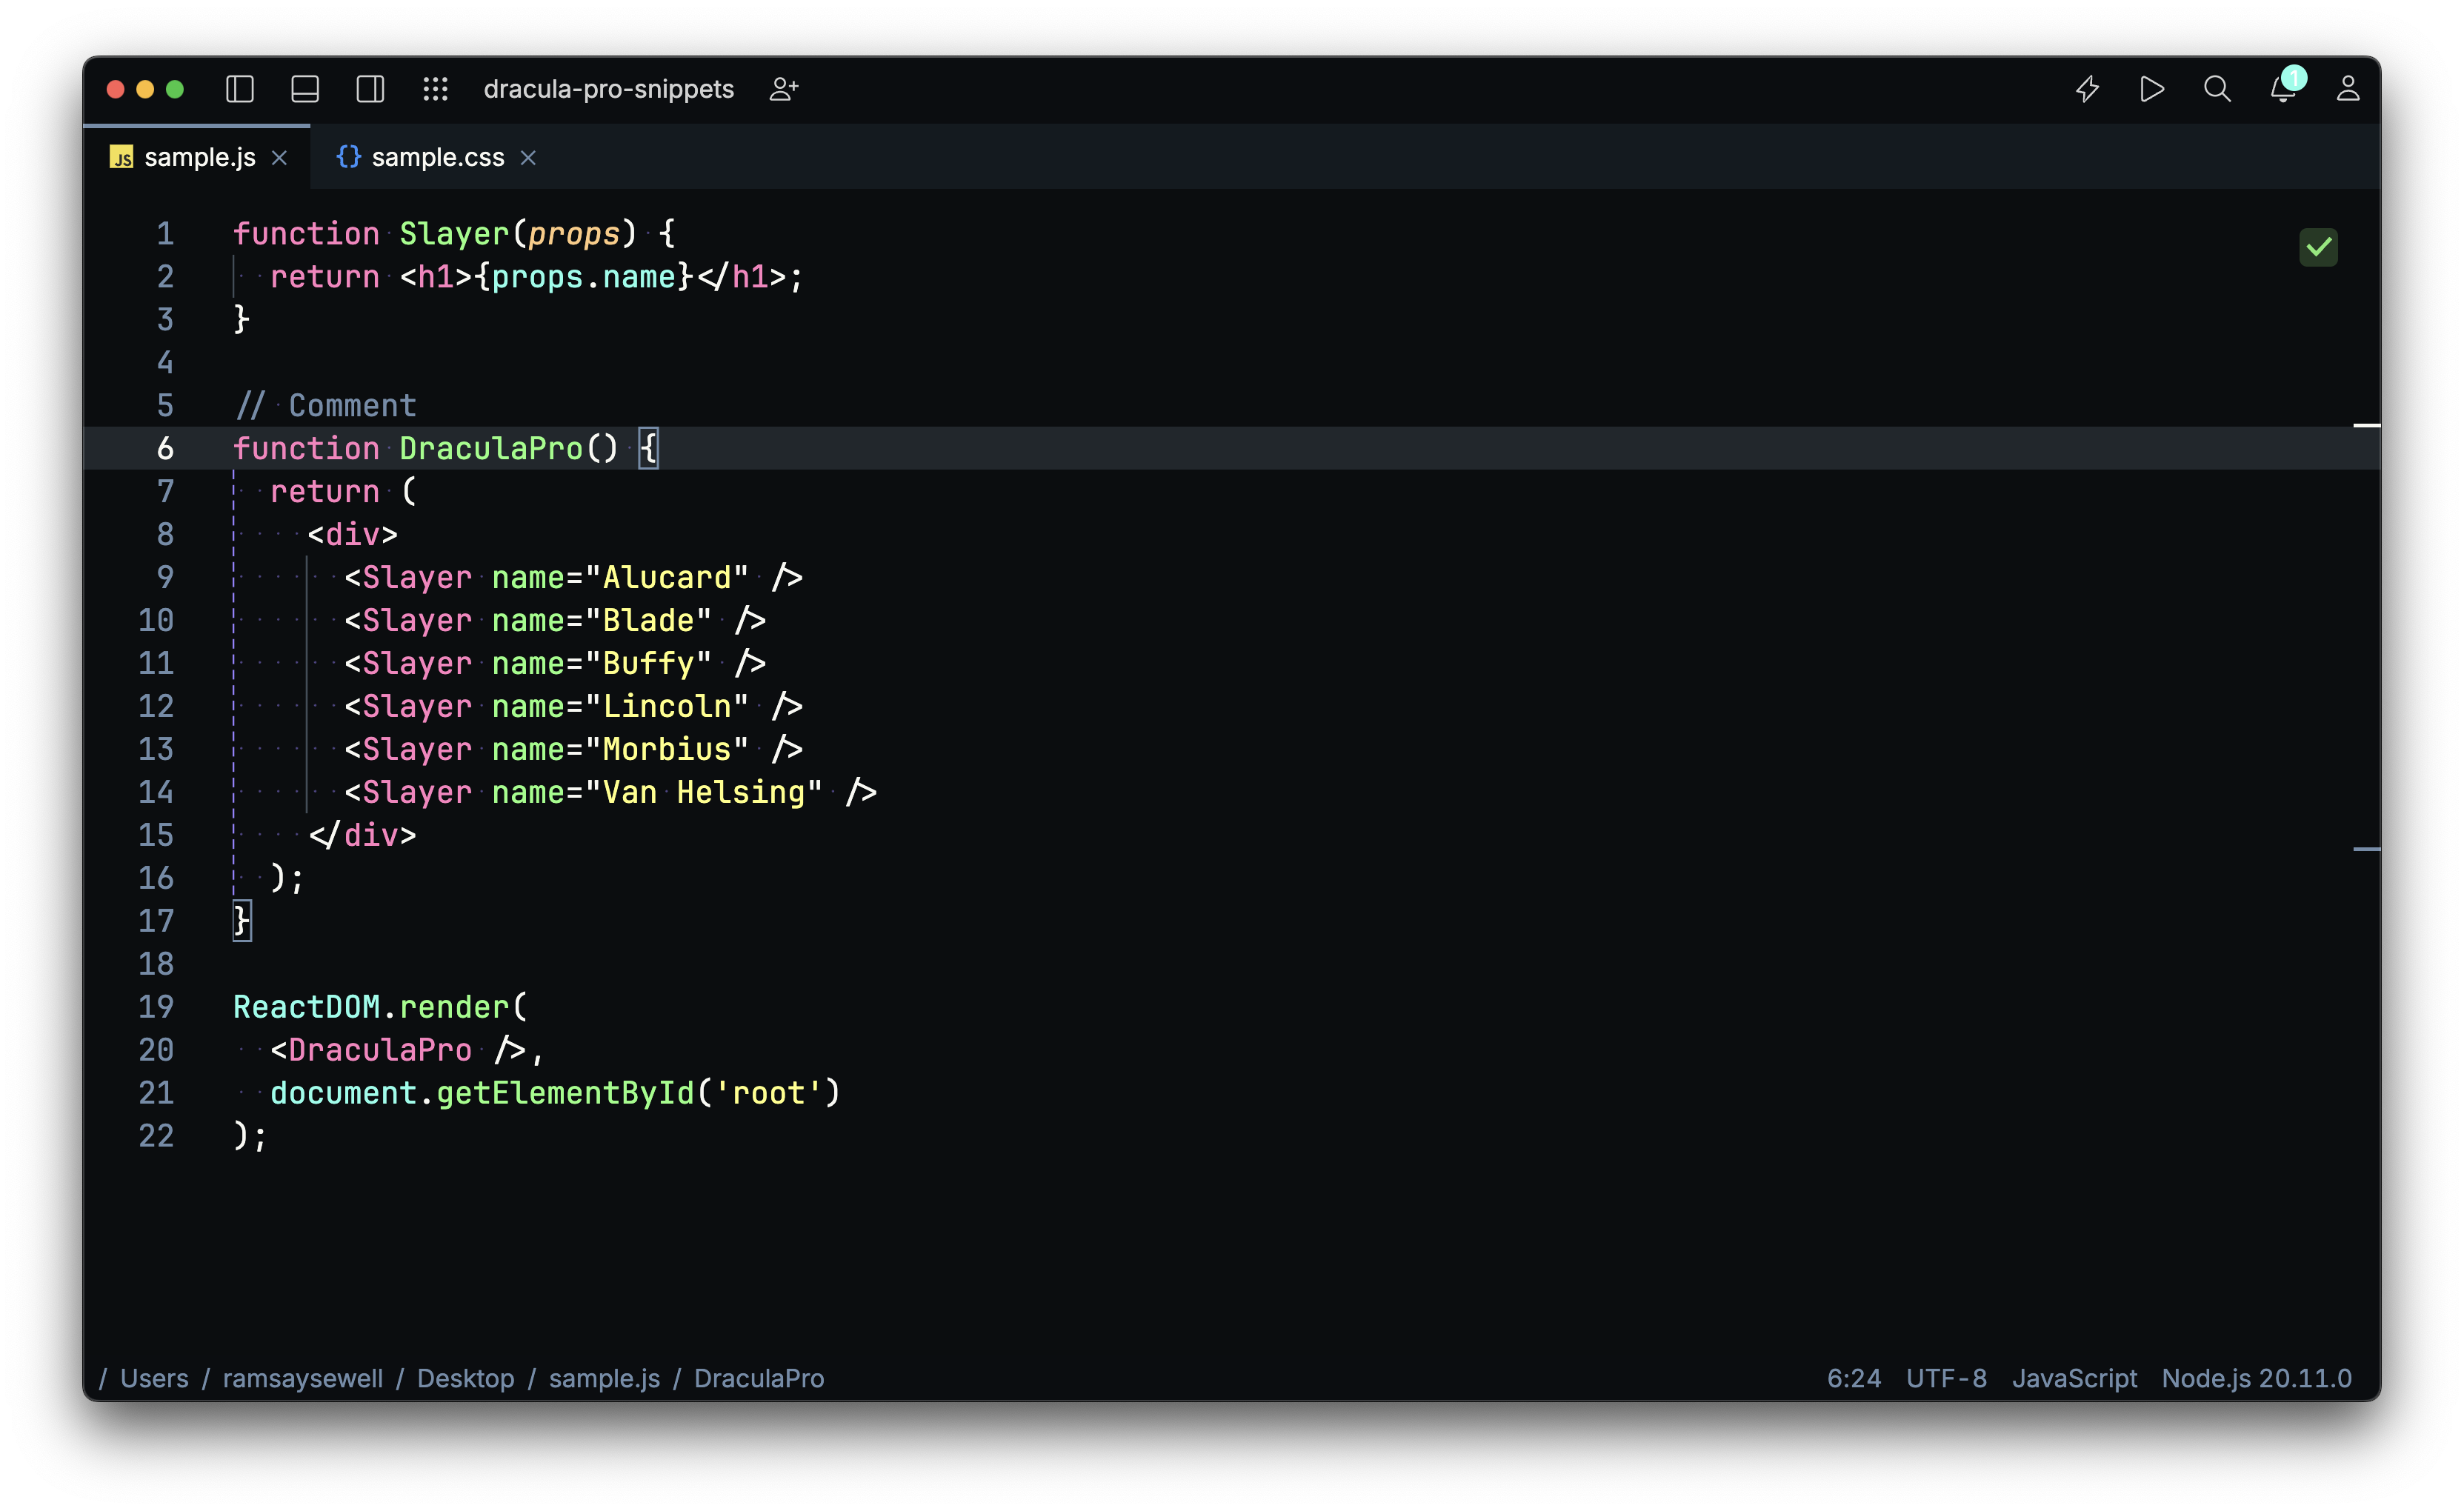 dracula-pro-snippets
1
JS sample.js
{} sample.css
1 function Slayer(props) {
2   return <h1>{props.name}</h1>;
3 }
4
5 // Comment
6 function DraculaPro() {
7   return (
8     <div>
9       <Slayer name="Alucard" />
10       <Slayer name="Blade" />
11       <Slayer name="Buffy" />
12       <Slayer name="Lincoln" />
13       <Slayer name="Morbius" />
14       <Slayer name="Van Helsing" />
15     </div>
16   );
17 }
18
19 ReactDOM.render(
20   <DraculaPro />,
21   document.getElementById('root')
22 );
/ Users / ramsaysewell / Desktop / sample.js / DraculaPro
6:24 UTF-8 JavaScript Node.js 20.11.0